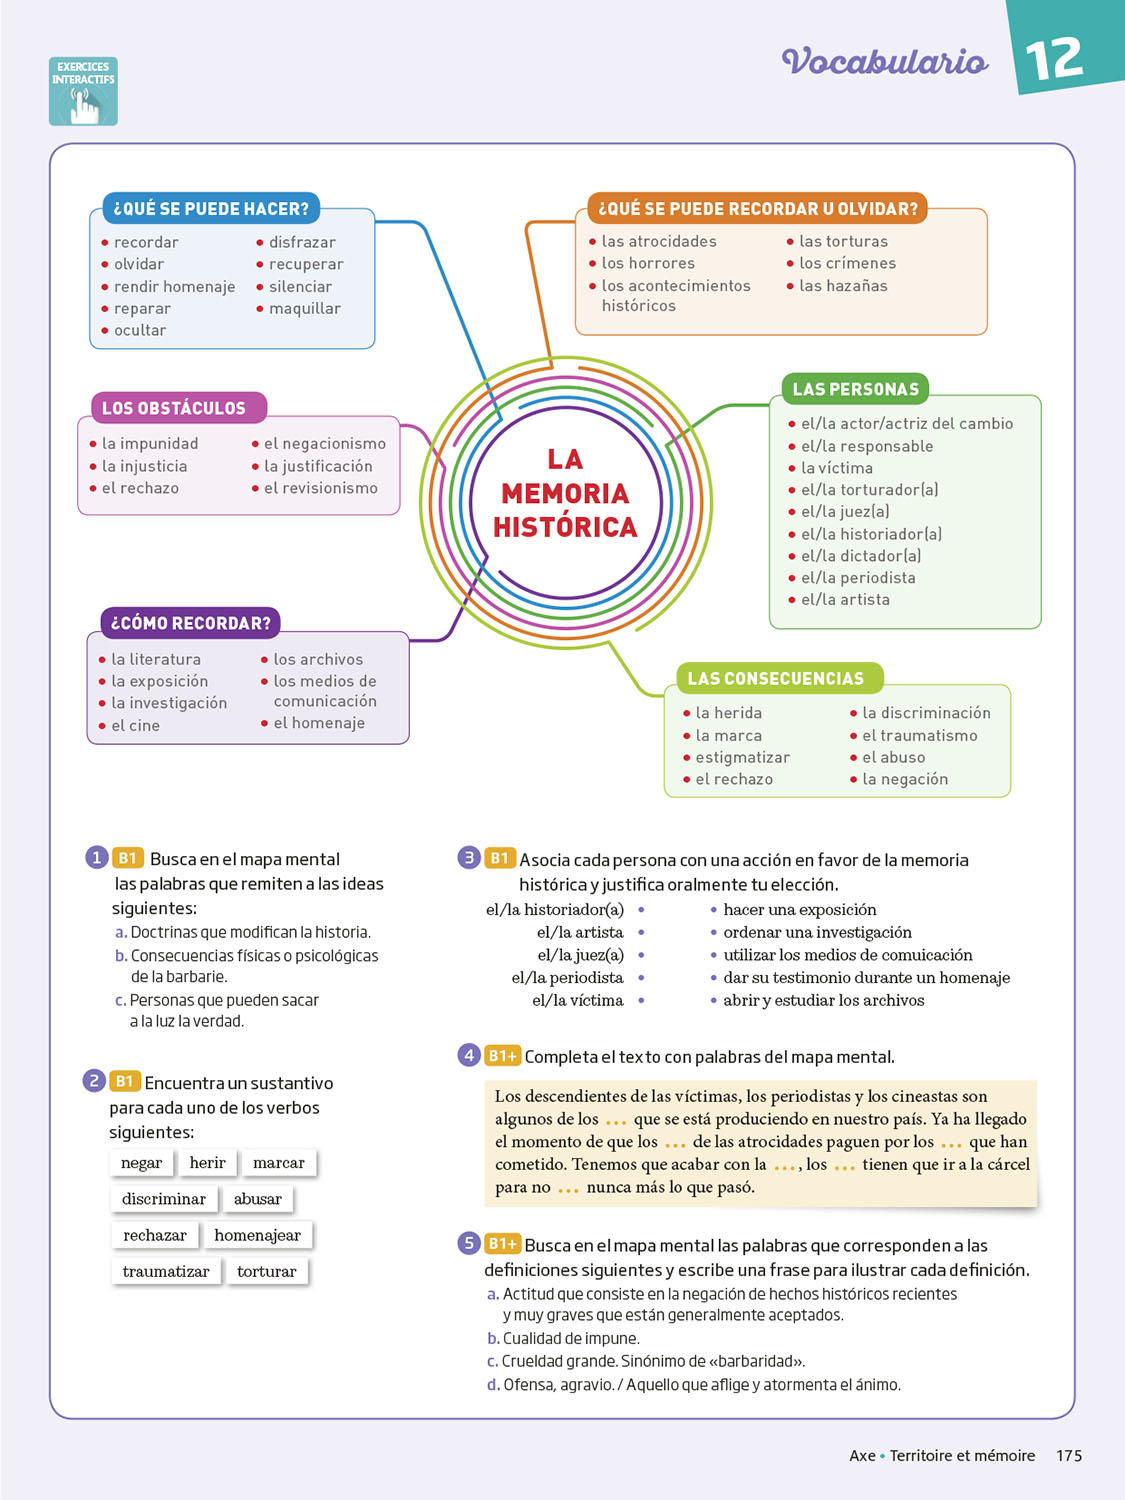 EXERCICES
INTERACTIFS
Vocabulario
12
¿QUÉ SE PUEDE HACER?
• recordar
• olvidar
• rendir homenaje
• reparar
• ocultar
• disfrazar
• recuperar
• silenciar
• maquillar
¿QUÉ SE PUEDE RECORDAR U OLVIDAR?
• las atrocidades
• los horrores
• los acontecimientos
históricos
• las torturas
• los crímenes
• las hazañas
LOS OBSTÁCULOS
• la impunidad
• la injusticia
• el rechazo
• el negacionismo
• la justificación
• el revisionismo
LA
MEMORIA
HISTÓRICA
LAS PERSONAS
• el/la actor/actriz del cambio
• el/la responsable
• la víctima
• el/la torturador(a)
• el/la juez(a)
• el/la historiador(a)
• el/la dictador(a)
• el/la periodista
• el/la artista
¿CÓMO RECORDAR?
• la literatura
• la exposición
• la investigación
• el cine
• los archivos
• los medios de
comunicación
• el homenaje
LAS CONSECUENCIAS
• la herida
• la marca
• estigmatizar
• el rechazo
• la discriminación
• el traumatismo
• el abuso
• la negación
1 B1 Busca en el mapa mental
las palabras que remiten a las ideas
siguientes:
a. Doctrinas que modifican la historia.
b. Consecuencias físicas o psicológicas
de la barbarie.
c. Personas que pueden sacar
a la luz la verdad.
2 B1 Encuentra un sustantivo
para cada uno de los verbos
siguientes:
negar herir marcar
discriminar abusar
rechazar homenajear
traumatizar torturar
3 B1 Asocia cada persona con una acción en favor de la memoria
histórica y justifica oralmente tu elección.
el/la historiador(a) • • hacer una exposición
el/la artista • • ordenar una investigación
el/la juez(a) • • utilizar los medios de comuicación
el/la periodista • • dar su testimonio durante un homenaje
el/la víctima • • abrir y estudiar los archivos
4 B1+ Completa el texto con palabras del mapa mental.
Los descendientes de las víctimas, los periodistas y los cineastas son
algunos de los ... que se está produciendo en nuestro país. Ya ha llegado
el momento de que los ... de las atrocidades paguen por los ... que han
cometido. Tenemos que acabar con la ..., los ... tienen que ir a la cárcel
para no ... nunca más lo que pasó.
5 B1+ Busca en el mapa mental las palabras que corresponden a las
definiciones siguientes y escribe una frase para ilustrar cada definición.
a. Actitud que consiste en la negación de hechos históricos recientes
y muy graves que están generalmente aceptados.
b. Cualidad de impune.
c. Crueldad grande. Sinónimo de «barbaridad».
d. Ofensa, agravio. / Aquello que aflige y atormenta el ánimo.
Axe • Territoire et mémoire 175